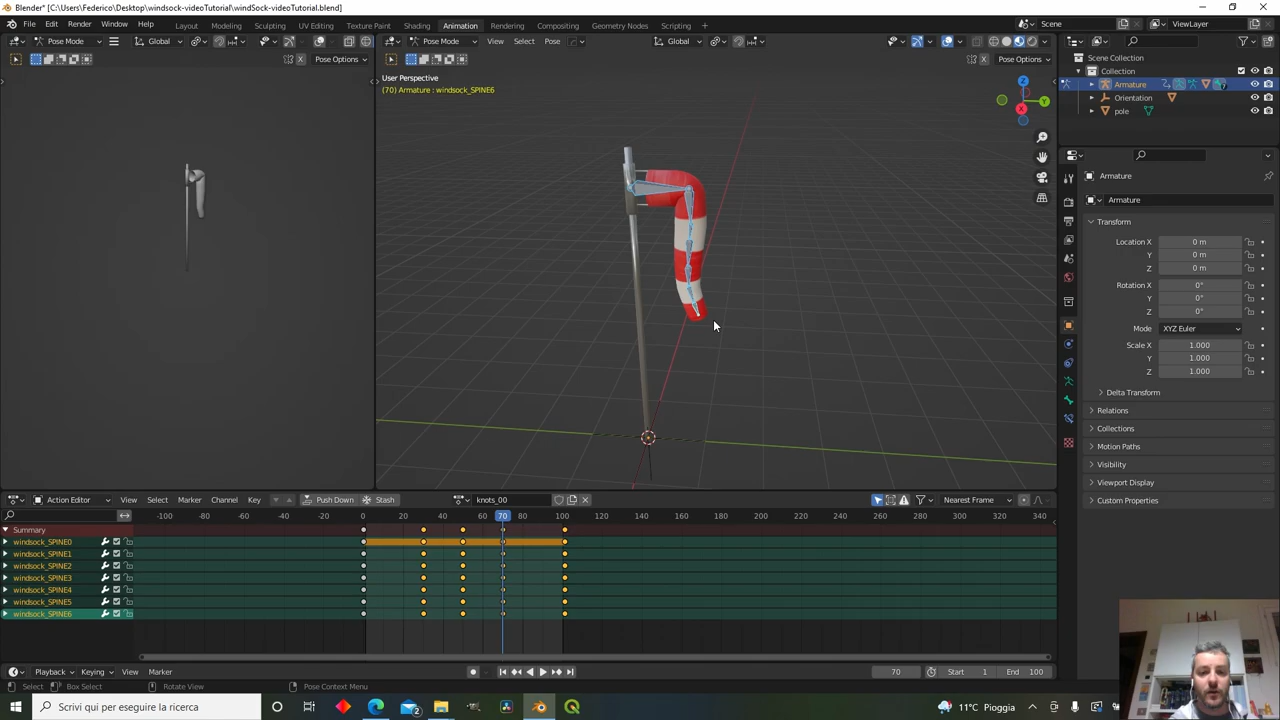 Blender* [C:\Users\Federico\Desktop\windsock-videoTutorial\windSock-videoTutorial.blend]
File Edit Render Window Help Layout Modeling Sculpting UV Editing Texture Paint Shading Animation Rendering Compositing Geometry Nodes Scripting + Scene ViewLayer
Pose Mode Global Pose Mode View Select Pose Global
Pose Options Pose Options
Scene Collection
Collection
Armature
Orientation
pole
User Perspective
(70) Armature : windsock_SPINE6
X Y Z
Armature
Armature
Transform
Location X 0 m
Y 0 m
Z 0 m
Rotation X 0°
Y 0°
Z 0°
Mode XYZ Euler
Scale X 1.000
Y 1.000
Z 1.000
Delta Transform
Relations
Collections
Motion Paths
Visibility
Viewport Display
Custom Properties
Action Editor View Select Marker Channel Key Push Down Stash knots_00 Nearest Frame
-100 -80 -60 -40 -20 0 20 40 60 70 80 100 120 140 160 180 200 220 240 260 280 300 320 340
Summary
windsock_SPINE0
windsock_SPINE1
windsock_SPINE2
windsock_SPINE3
windsock_SPINE4
windsock_SPINE5
windsock_SPINE6
Playback Keying View Marker 70 Start 1 End 100
Select Box Select Rotate View Pose Context Menu
Scrivi qui per eseguire la ricerca 11°C Pioggia